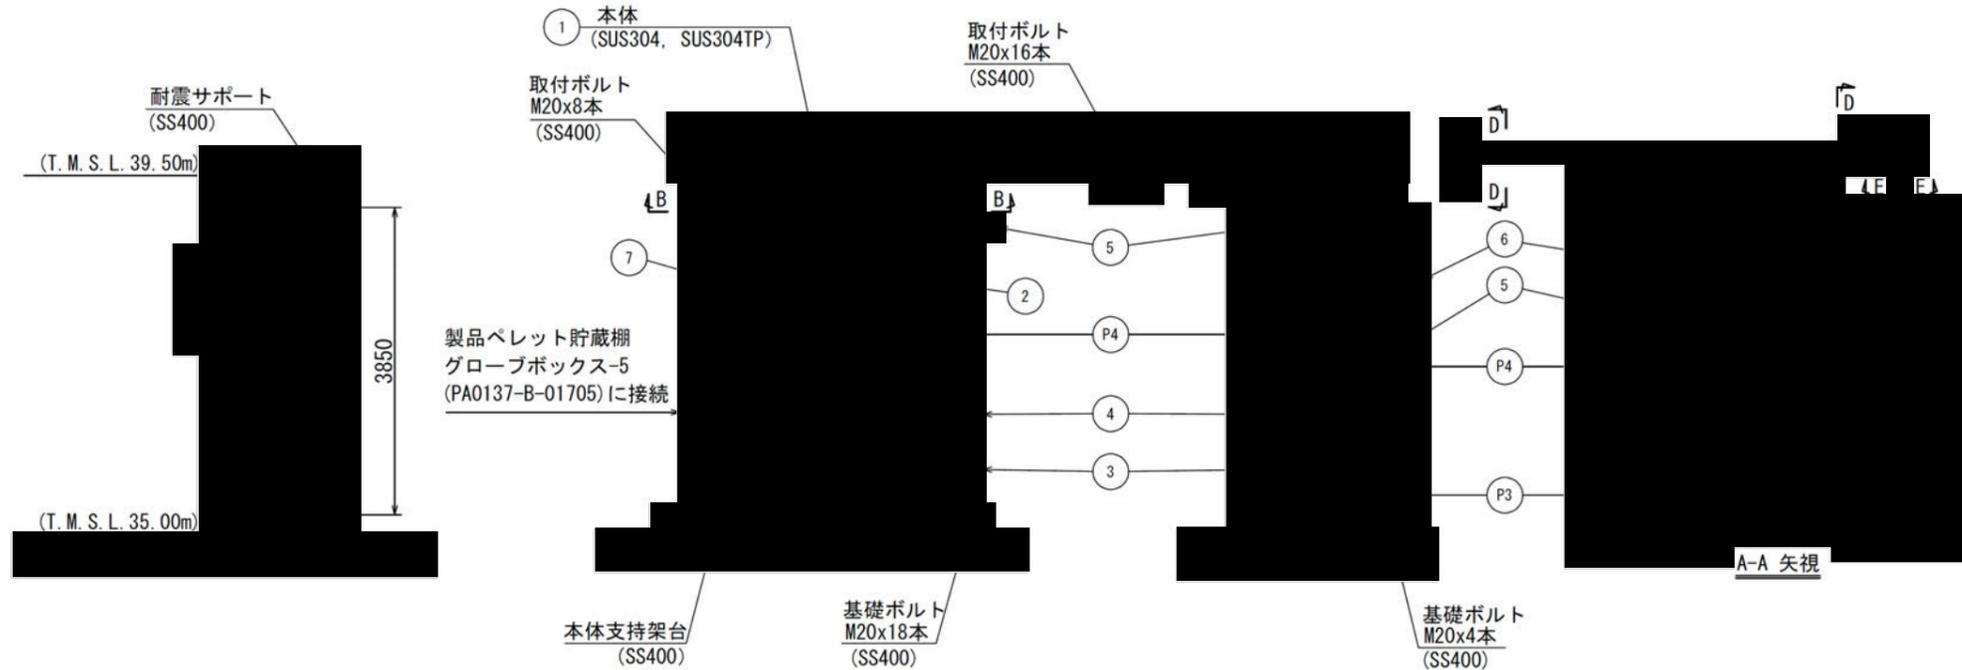 耐震サポート
(SS400)
(T.M.S.L.39.50m)
3850
(T.M.S.L.35.00m)
1
本体
(SUS304, SUS304TP)
取付ボルト
M20x8本
(SS400)
取付ボルト
M20x16本
(SS400)
B
B
7
5
2
P4
4
3
製品ペレット貯蔵棚
グローブボックス-5
(PA0137-B-01705)に接続
本体支持架台
(SS400)
基礎ボルト
M20x18本
(SS400)
基礎ボルト
M20x4本
(SS400)
D
D
D
6
5
P4
P3
A-A 矢視